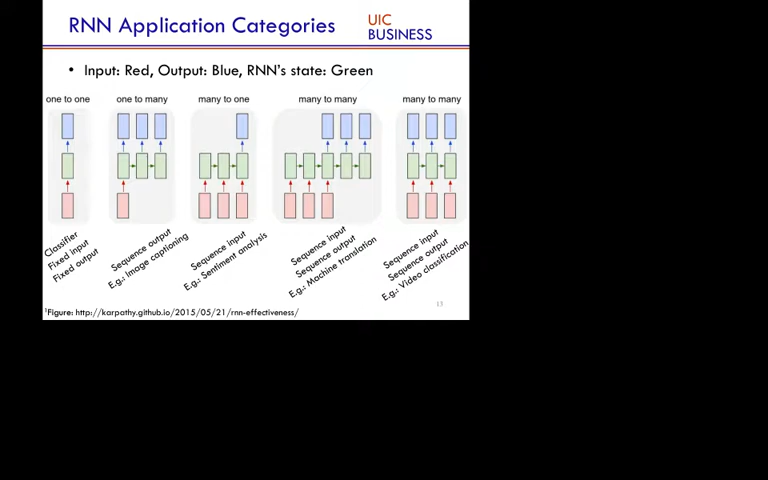 RNN Application Categories
UIC
BUSINESS
• Input: Red, Output: Blue, RNN's state: Green
one to one
one to many
many to one
many to many
many to many
Classifier
Fixed input
Fixed output
Sequence output
E.g.: Image captioning
Sequence input
E.g.: Sentiment analysis
Sequence input
Sequence output
E.g.: Machine translation
Sequence input
Sequence output
E.g.: Video classification
13
¹Figure: http://karpathy.github.io/2015/05/21/rnn-effectiveness/